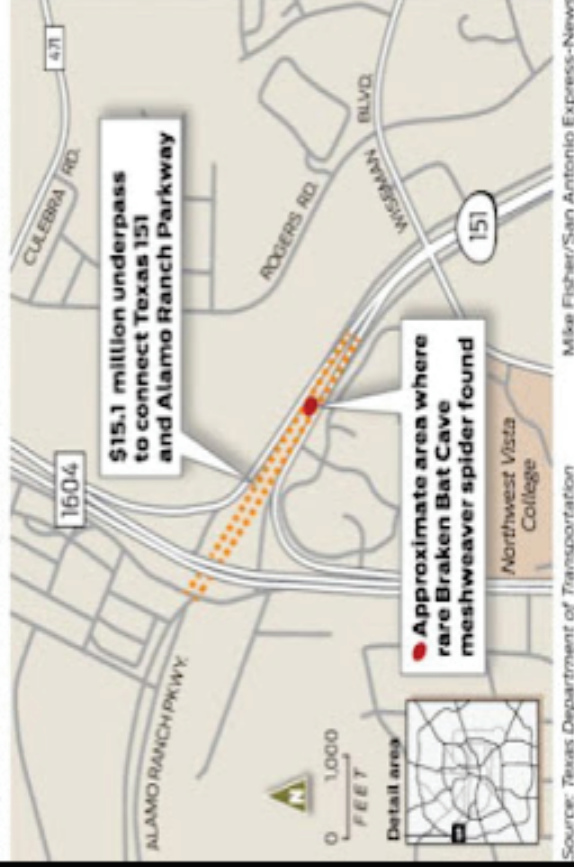 471
CULEBRA RD.
$15.1 million underpass
to connect Texas 151
and Alamo Ranch Parkway
ROGERS RD.
WISEMAN BLVD.
1604
151
ALAMO RANCH PKWY.
Approximate area where
rare Braken Bat Cave
meshweaver spider found
Northwest Vista
College
N
0 1,000
FEET
Detail area
Source: Texas Department of Transportation
Mike Fisher/San Antonio Express-News